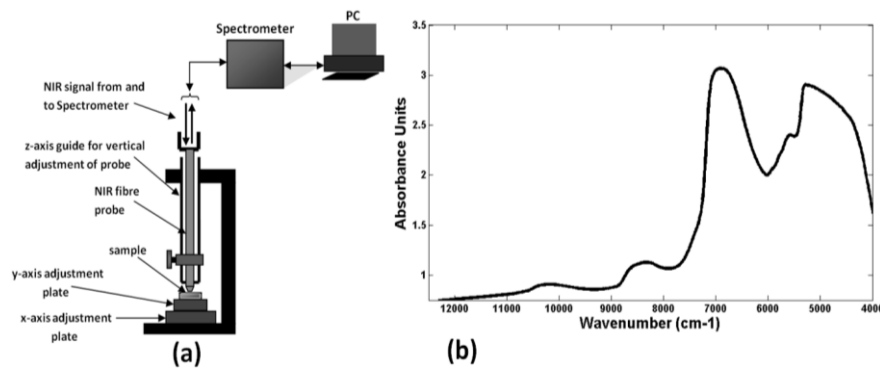 PC
Spectrometer
NIR signal from and
to Spectrometer
z-axis guide for vertical
adjustment of probe
NIR fibre
probe
sample
y-axis adjustment
plate
x-axis adjustment
plate
(a)
Absorbance Units
3.5
3
2.5
2
1.5
1
12000 11000 10000 9000 8000 7000 6000 5000 400
Wavenumber (cm-1)
(b)